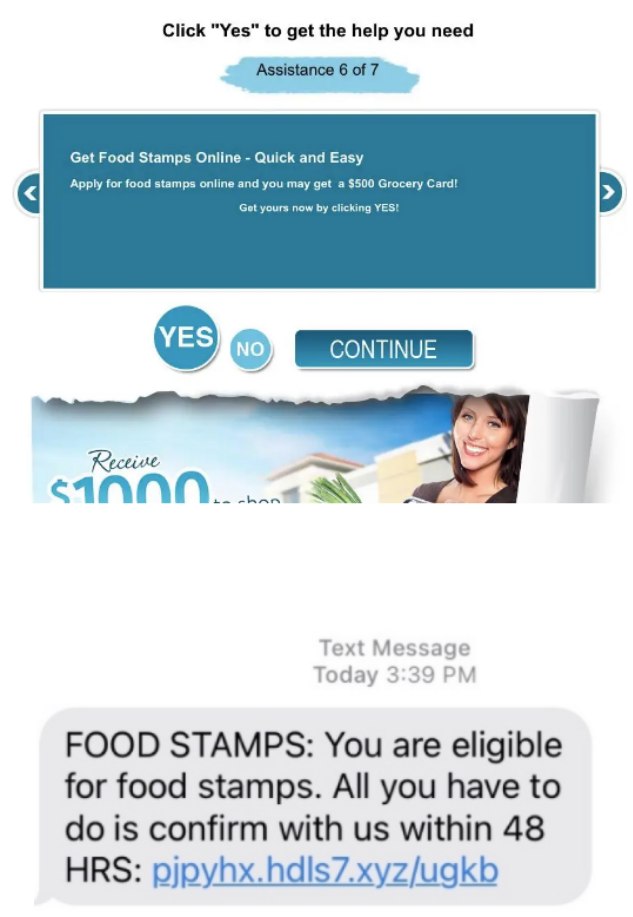 Click "Yes" to get the help you need
Assistance 6 of 7
Get Food Stamps Online - Quick and Easy
Apply for food stamps online and you may get a $500 Grocery Card!
Get yours now by clicking YES!
YES
NO
CONTINUE
Receive
$1000 to shop
Text Message
Today 3:39 PM
FOOD STAMPS: You are eligible
for food stamps. All you have to
do is confirm with us within 48
HRS: pjpyhx.hdls7.xyz/ugkb